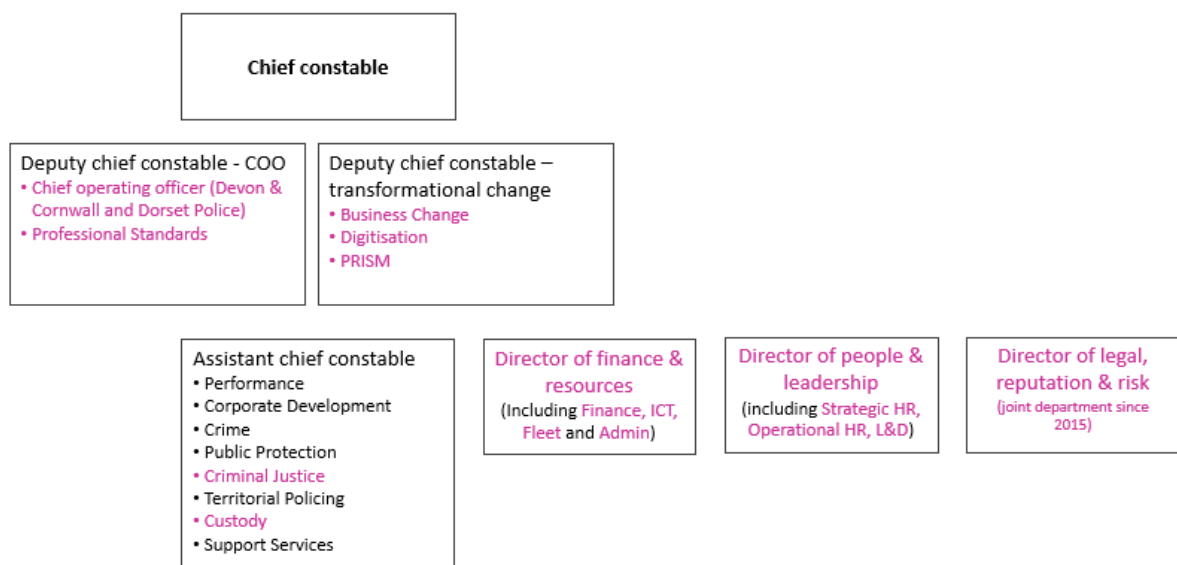 Chief constable
Deputy chief constable - COO
• Chief operating officer (Devon &
Cornwall and Dorset Police)
• Professional Standards
Deputy chief constable –
transformational change
• Business Change
• Digitisation
• PRISM
Assistant chief constable
• Performance
• Corporate Development
• Crime
• Public Protection
• Criminal Justice
• Territorial Policing
• Custody
• Support Services
Director of finance &
resources
(Including Finance, ICT,
Fleet and Admin)
Director of people &
leadership
(including Strategic HR,
Operational HR, L&D)
Director of legal,
reputation & risk
(joint department since
2015)